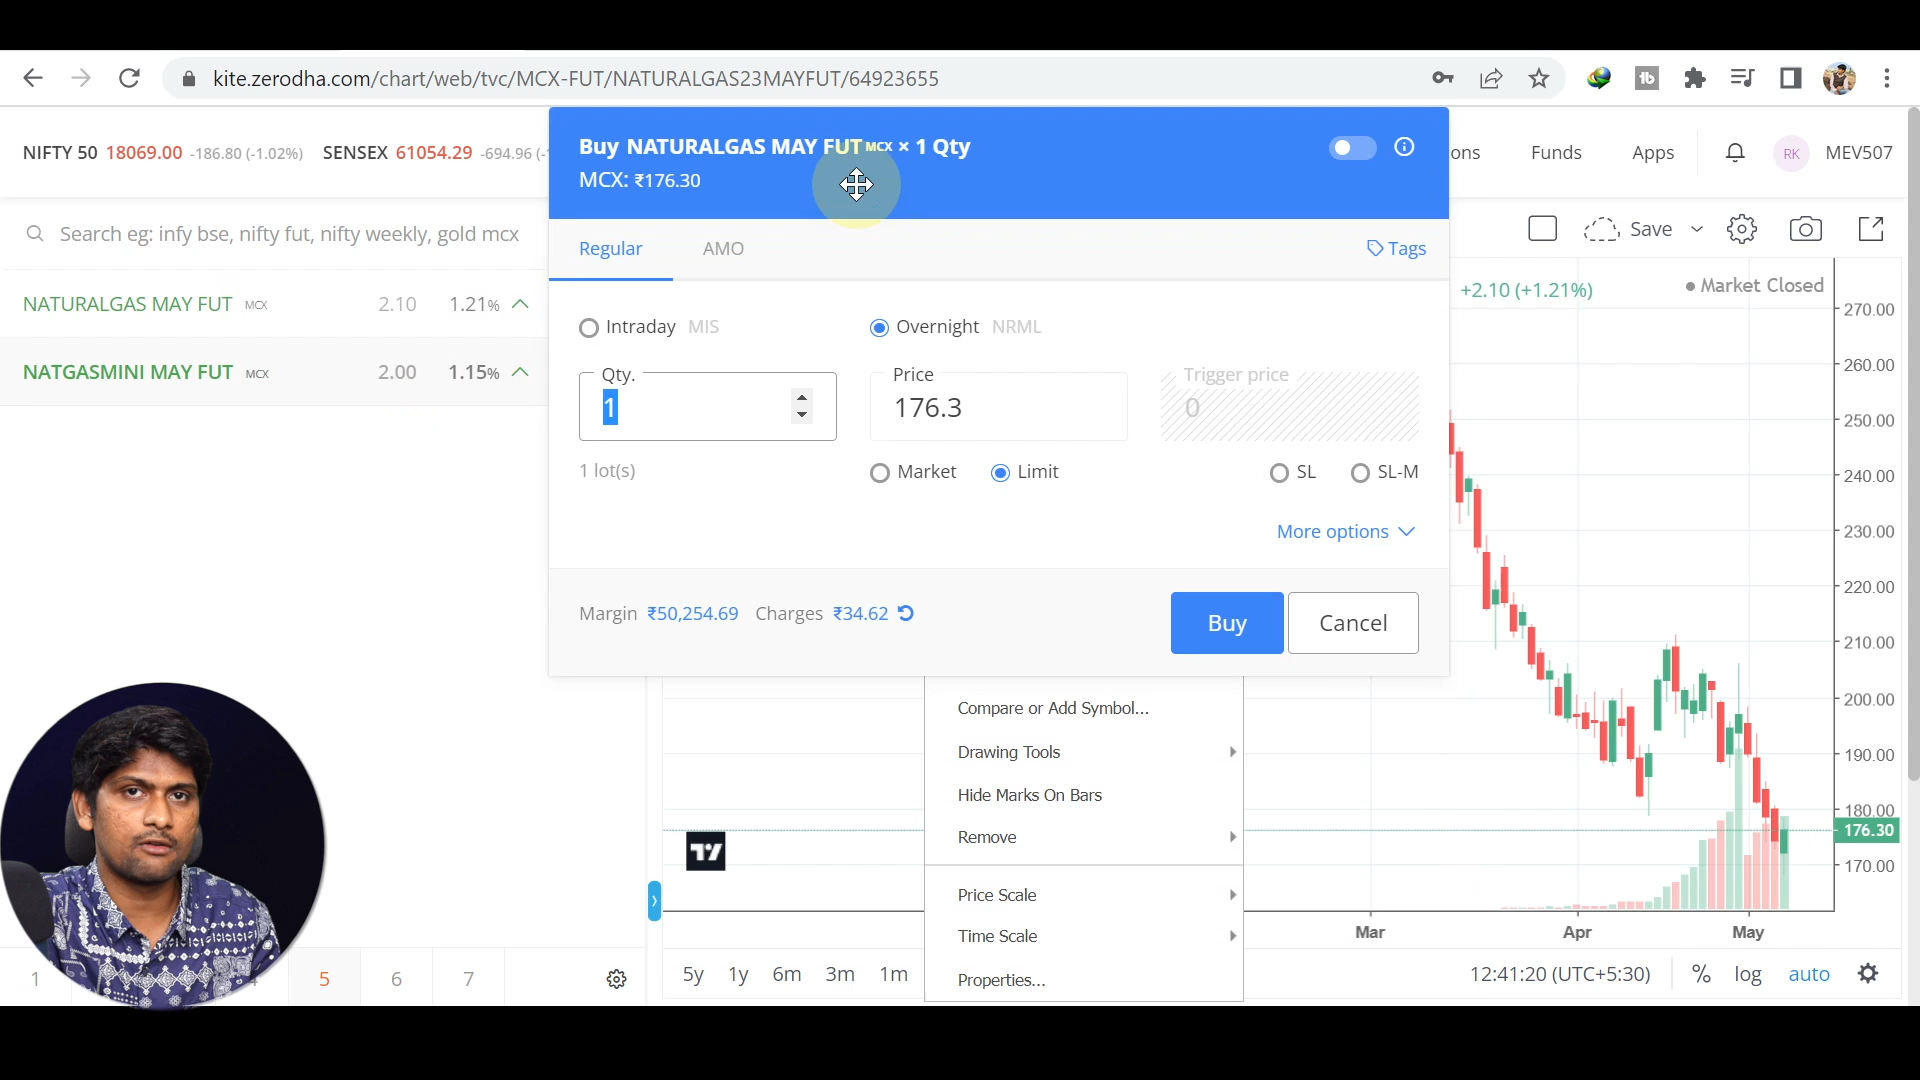 kite.zerodha.com/chart/web/tvc/MCX-FUT/NATURALGAS23MAYFUT/64923655
NIFTY 50 18069.00 -186.80 (-1.02%) SENSEX 61054.29 -694.96 (-
Buy NATURALGAS MAY FUT MCX × 1 Qty
MCX: ₹176.30
ons Funds Apps RK MEV507
Search eg: infy bse, nifty fut, nifty weekly, gold mcx
Regular AMO Tags
Save
NATURALGAS MAY FUT MCX 2.10 1.21%
NATGASMINI MAY FUT MCX 2.00 1.15%
Intraday MIS Overnight NRML
Qty. Price Trigger price
1 176.3 0
1 lot(s) Market Limit SL SL-M
More options
Margin ₹50,254.69 Charges ₹34.62 Buy Cancel
+2.10 (+1.21%) Market Closed
270.00
260.00
250.00
240.00
230.00
220.00
210.00
200.00
190.00
180.00
176.30
170.00
Compare or Add Symbol...
Drawing Tools
Hide Marks On Bars
Remove
Price Scale
Time Scale
Properties...
Mar Apr May
1 5 6 7
5y 1y 6m 3m 1m
12:41:20 (UTC+5:30) % log auto